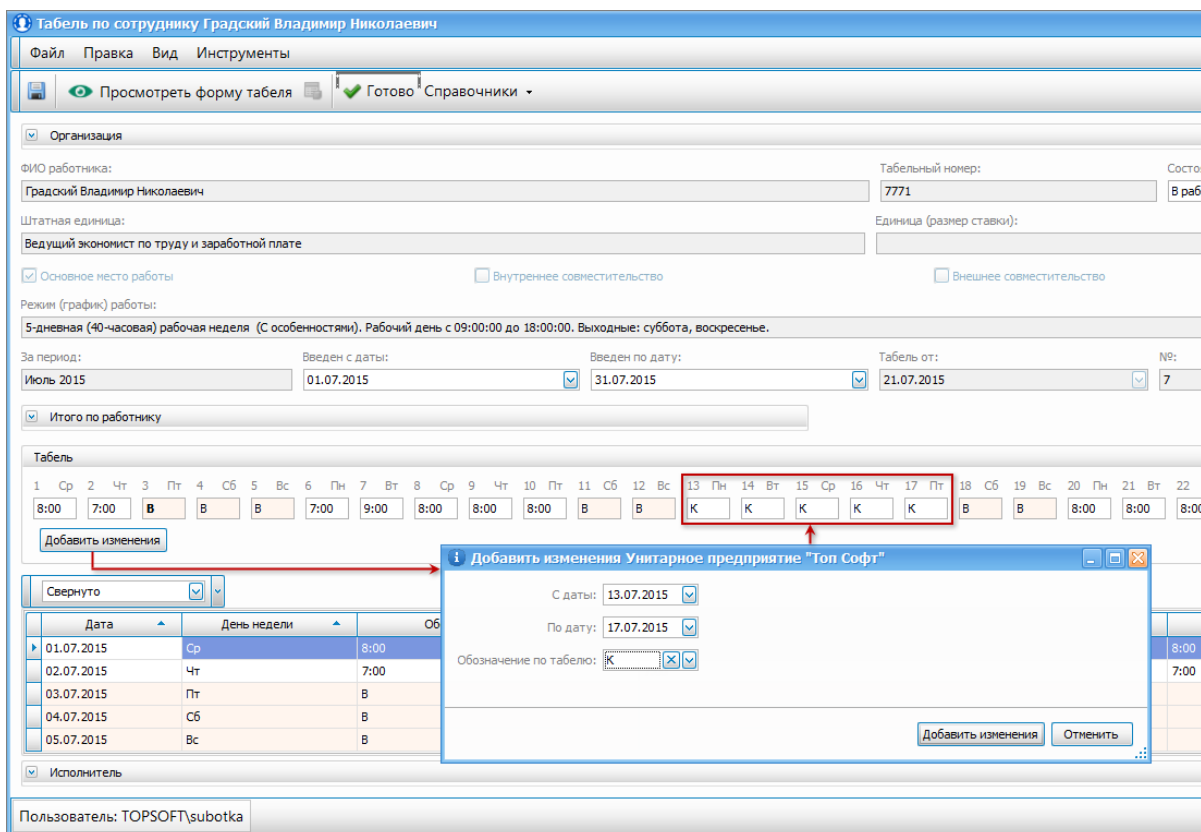 Табель по сотруднику Градский Владимир Николаевич
Файл Правка Вид Инструменты
Просмотреть форму табеля Готово Справочники
Организация
ФИО работника: Табельный номер: Состо
Градский Владимир Николаевич 7771 В раб
Штатная единица: Единица (размер ставки):
Ведущий экономист по труду и заработной плате
Основное место работы Внутреннее совместительство Внешнее совместительство
Режим (график) работы:
5-дневная (40-часовая) рабочая неделя (С особенностями). Рабочий день с 09:00:00 до 18:00:00. Выходные: суббота, воскресенье.
За период: Введен с даты: Введен по дату: Табель от: №:
Июль 2015 01.07.2015 31.07.2015 21.07.2015 7
Итого по работнику
Табель
1 Ср 2 Чт 3 Пт 4 Сб 5 Вс 6 Пн 7 Вт 8 Ср 9 Чт 10 Пт 11 Сб 12 Вс 13 Пн 14 Вт 15 Ср 16 Чт 17 Пт 18 Сб 19 Вс 20 Пн 21 Вт 22
8:00 7:00 В В В 7:00 9:00 8:00 8:00 8:00 В В К К К К К В В 8:00 8:00 8:00
Добавить изменения
Добавить изменения Унитарное предприятие "Топ Софт"
С даты: 13.07.2015
По дату: 17.07.2015
Обозначение по табелю: К
Добавить изменения Отменить
Свернуто
Дата День недели Об
01.07.2015 Ср 8:00 8:00
02.07.2015 Чт 7:00 7:00
03.07.2015 Пт В
04.07.2015 Сб В
05.07.2015 Вс В
Исполнитель
Пользователь: TOPSOFT\subotka